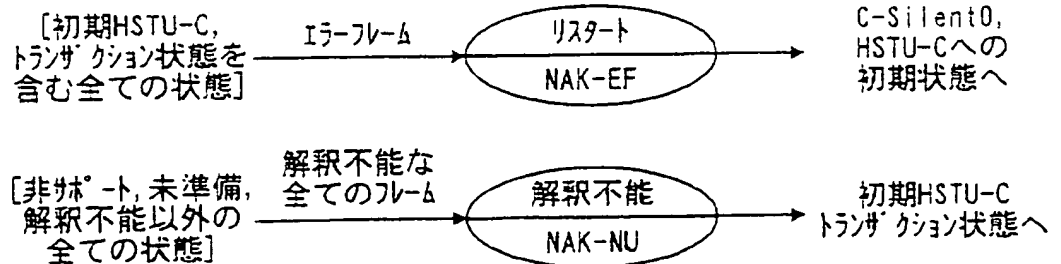 [初期HSTU-C,
トランザクション状態を
含む全ての状態]
エラーフレーム
リスタート
NAK-EF
C-Silent0,
HSTU-Cへの
初期状態へ
[非サポート,未準備,
解釈不能以外の
全ての状態]
解釈不能な
全てのフレーム
解釈不能
NAK-NU
初期HSTU-C
トランザクション状態へ